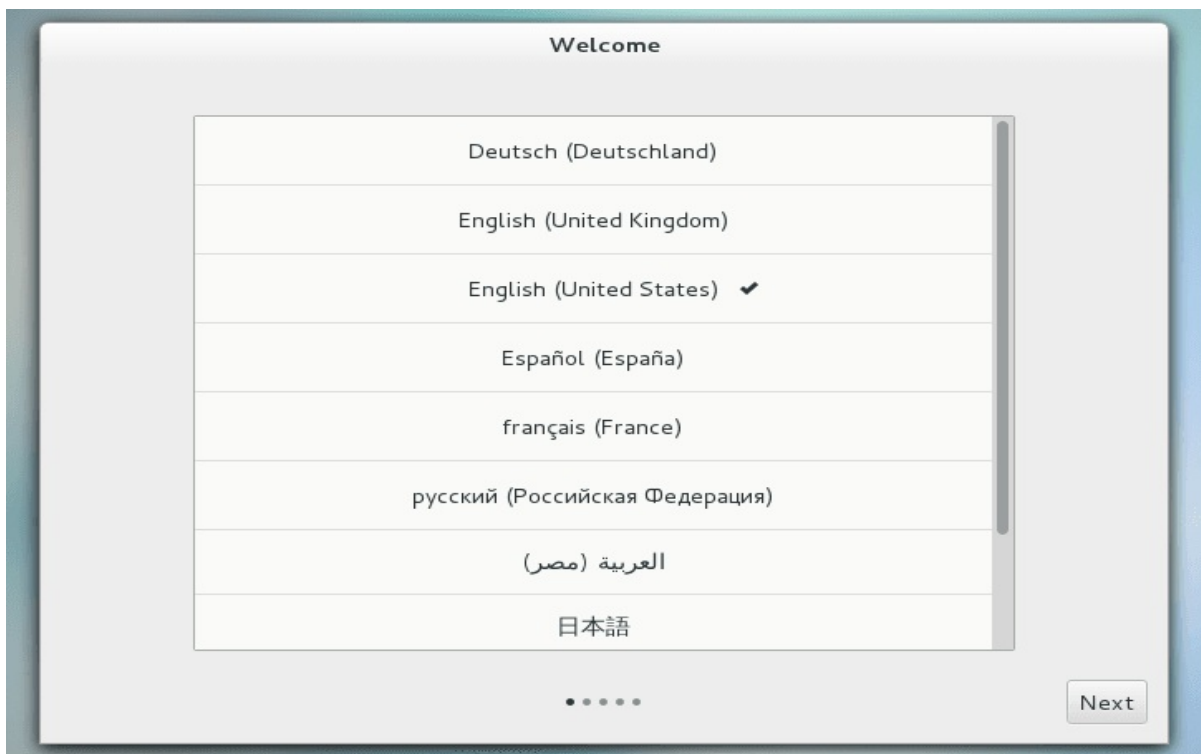 Welcome
Deutsch (Deutschland)
English (United Kingdom)
English (United States) ✔
Español (España)
français (France)
русский (Российская Федерация)
العربية (مصر)
日本語
Next